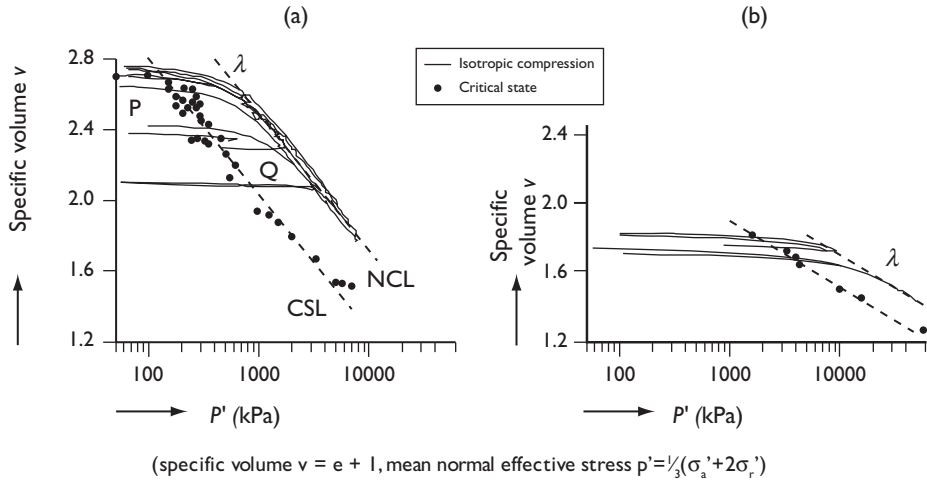 (a)
(b)
λ
Isotropic compression
Critical state
Specific volume v
2.8
2.4
2.0
1.6
1.2
P
Q
NCL
CSL
100
1000
10000
P' (kPa)
Specific
volume v
2.4
2.0
1.6
1.2
λ
100
1000
10000
P' (kPa)
(specific volume v = e + 1, mean normal effective stress p'=⅓(σₐ'+2σᵣ')